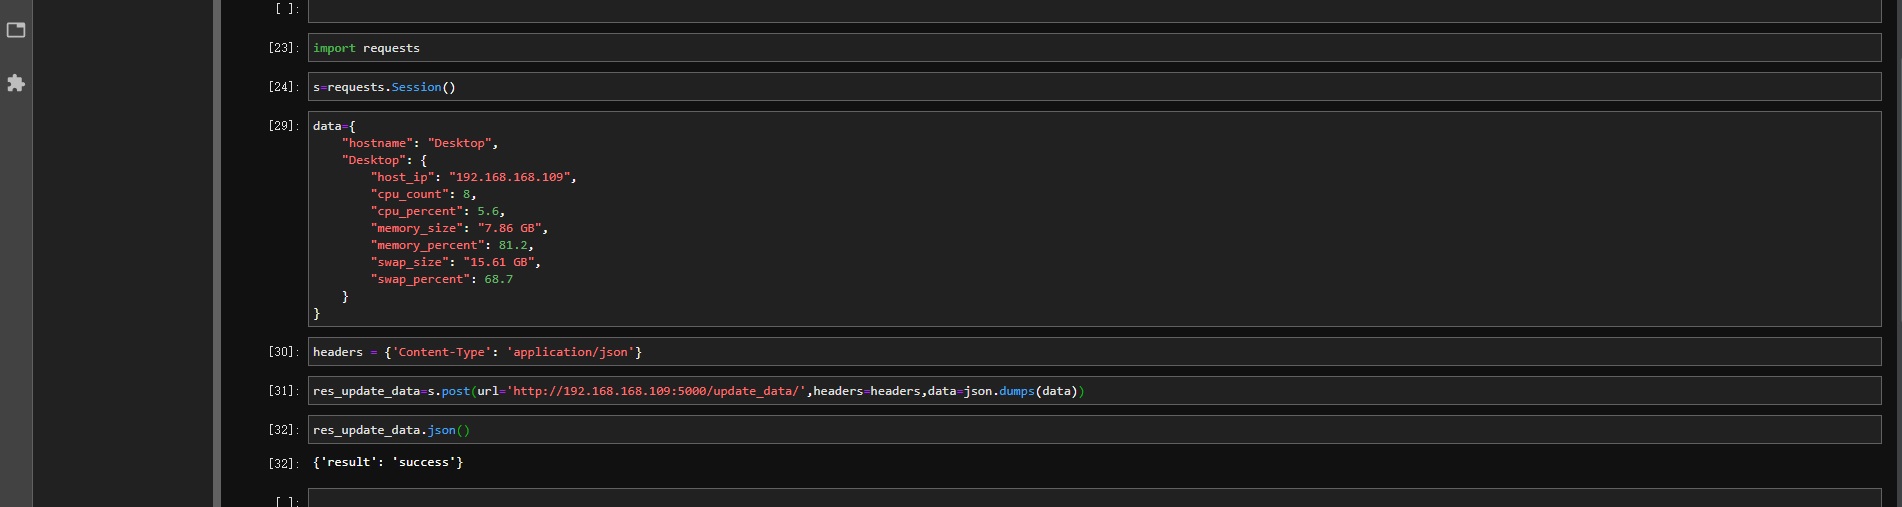 [ ]:
[23]: import requests
[24]: s=requests.Session()
[29]: data={
    "hostname": "Desktop",
    "Desktop": {
        "host_ip": "192.168.168.109",
        "cpu_count": 8,
        "cpu_percent": 5.6,
        "memory_size": "7.86 GB",
        "memory_percent": 81.2,
        "swap_size": "15.61 GB",
        "swap_percent": 68.7
    }
}
[30]: headers = {'Content-Type': 'application/json'}
[31]: res_update_data=s.post(url='http://192.168.168.109:5000/update_data/',headers=headers,data=json.dumps(data))
[32]: res_update_data.json()
[32]: {'result': 'success'}
[ ]: